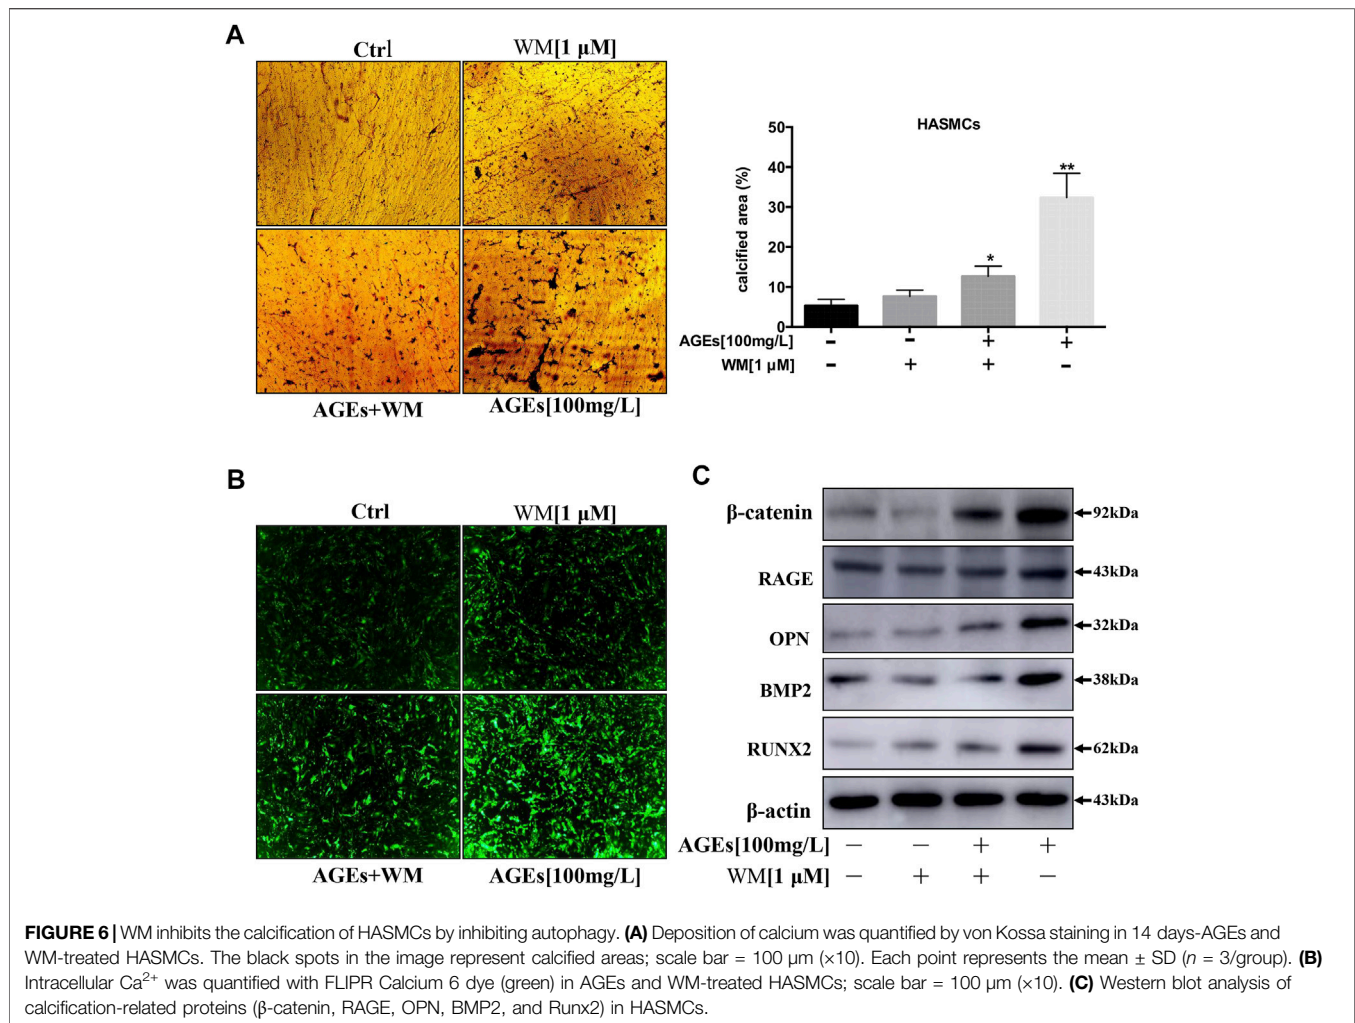 A
Ctrl
WM[1 μM]
AGEs+WM
AGEs[100mg/L]
HASMCs
calcified area (%)
50
40
30
20
10
0
*
**
AGEs[100mg/L] - - + +
WM[1 μM] - + + -
B
Ctrl
WM[1 μM]
AGEs+WM
AGEs[100mg/L]
C
β-catenin 92kDa
RAGE 43kDa
OPN 32kDa
BMP2 38kDa
RUNX2 62kDa
β-actin 43kDa
AGEs[100mg/L] − − + +
WM[1 μM] − + + −
FIGURE 6 | WM inhibits the calcification of HASMCs by inhibiting autophagy. (A) Deposition of calcium was quantified by von Kossa staining in 14 days-AGEs and
WM-treated HASMCs. The black spots in the image represent calcified areas; scale bar = 100 μm (×10). Each point represents the mean ± SD (n = 3/group). (B)
Intracellular Ca²⁺ was quantified with FLIPR Calcium 6 dye (green) in AGEs and WM-treated HASMCs; scale bar = 100 μm (×10). (C) Western blot analysis of
calcification-related proteins (β-catenin, RAGE, OPN, BMP2, and Runx2) in HASMCs.